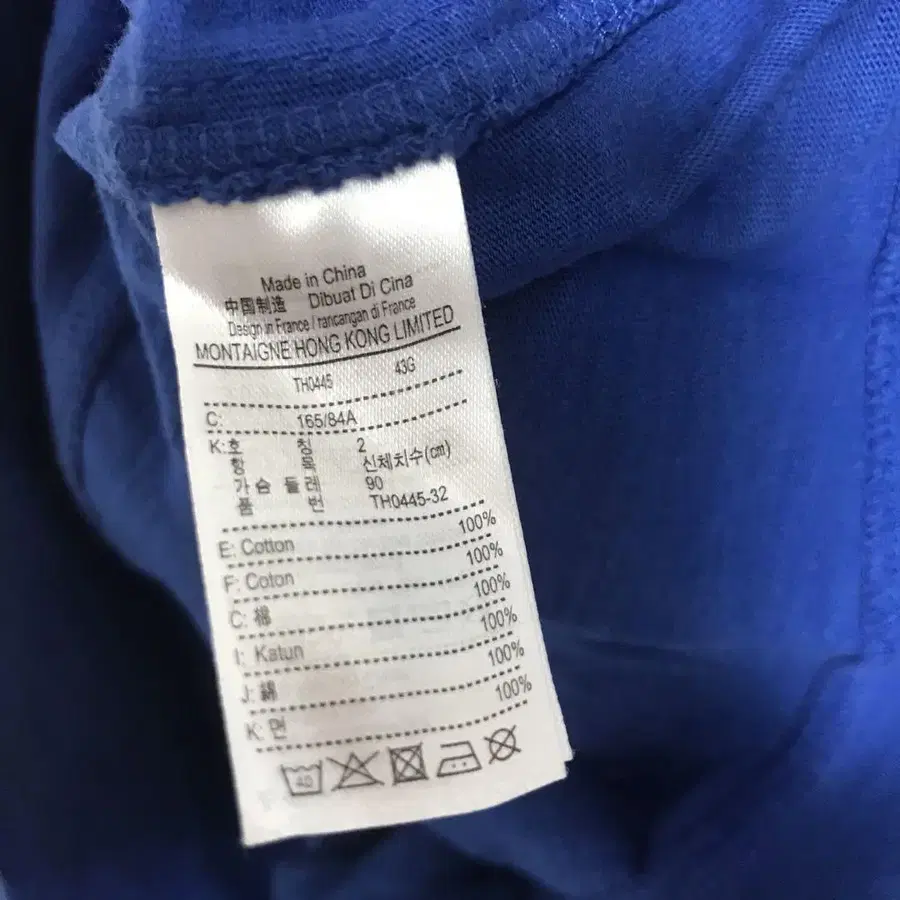 Made in China
中国制造 Dibuat Di Cina
Design in France / rancangan di France
MONTAIGNE HONG KONG LIMITED
TH0445 43G
C: 165/84A
K: 호 칭 2
항 목 신체치수(cm)
가슴 둘레 90
품 번 TH0445-32
E: Cotton 100%
F: Coton 100%
C: 棉 100%
I: Katun 100%
J: 綿 100%
K: 면 100%
40